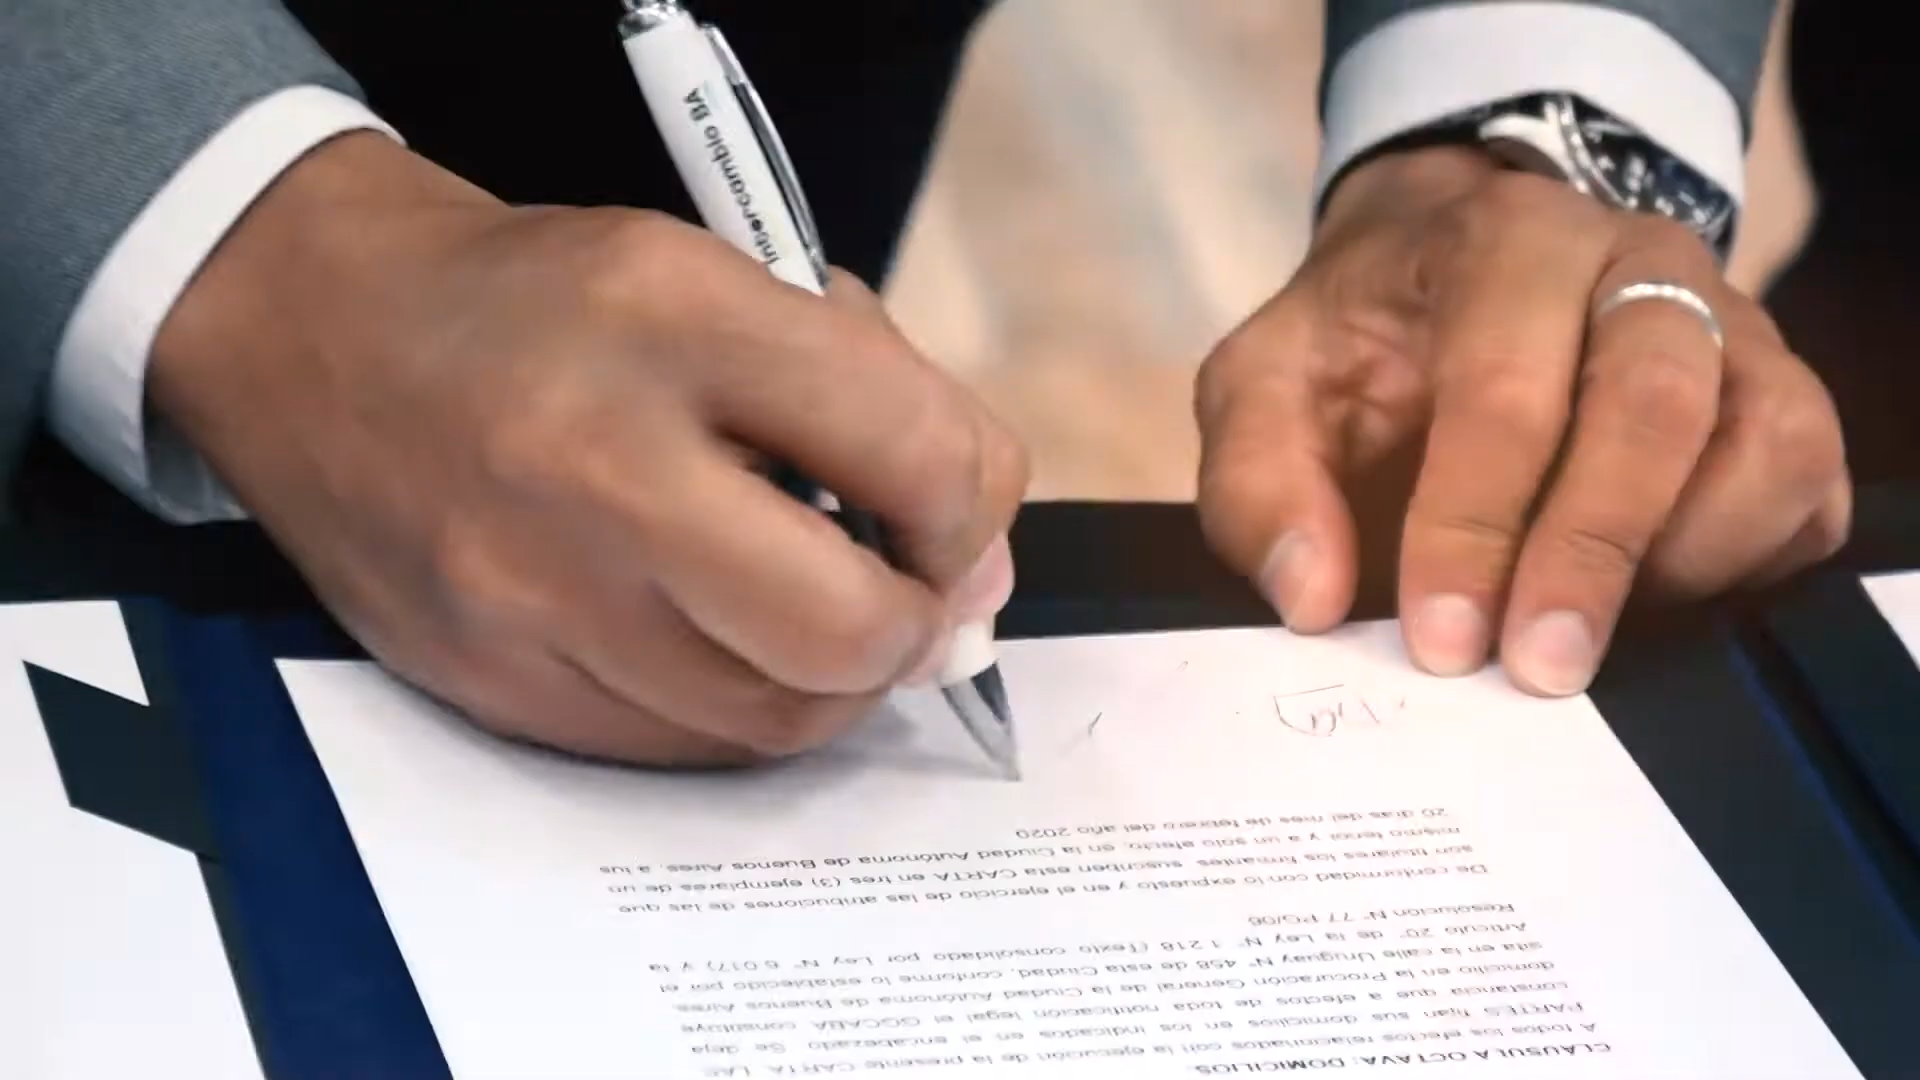 Intercambio BA
CLÁUSULA OCTAVA: DOMICILIOS.
A todos los efectos relacionados con la ejecución de la presente CARTA, LAS
PARTES fijan sus domicilios en los indicados en el encabezado. Se deja
constancia que a efectos de toda notificación legal el GCABA constituye
domicilio en la Procuración General de la Ciudad Autónoma de Buenos Aires
sita en la calle Uruguay N° 458 de esta Ciudad, conforme lo establecido por el
Artículo 20° de la Ley N° 1.218 (Texto consolidado por Ley N° 6.017) y la
Resolución N° 77 PG/06
De conformidad con lo expuesto y en el ejercicio de las atribuciones de las que
son titulares los firmantes, suscriben esta CARTA en tres (3) ejemplares de un
mismo tenor y a un solo efecto, en la Ciudad Autónoma de Buenos Aires, a los
20 días del mes de febrero del año 2020